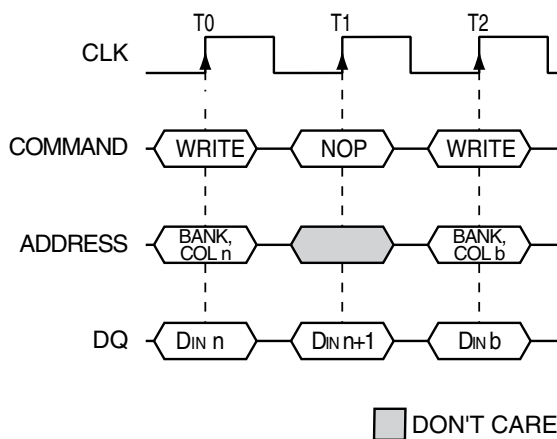 T0 T1 T2
CLK
COMMAND WRITE NOP WRITE
ADDRESS BANK, COL n BANK, COL b
DQ DIN n DIN n+1 DIN b
DON'T CARE